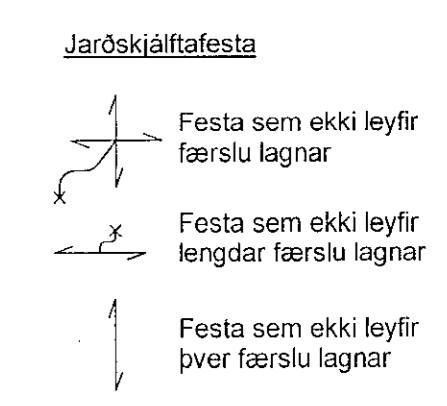 Jarðskjálftafesta
Festa sem ekki leyfir
færslu lagnar
Festa sem ekki leyfir
lengdar færslu lagnar
Festa sem ekki leyfir
þver færslu lagnar